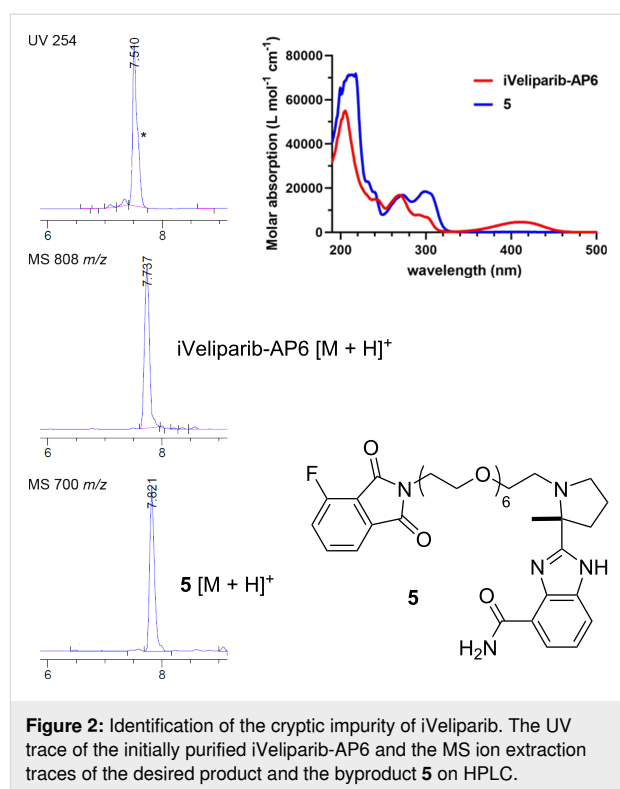 UV 254
7.510
*
6 8
MS 808 m/z
7.737
iVeliparib-AP6 [M + H]+
6 8
MS 700 m/z
7.821
5 [M + H]+
6 8
Molar absorption (L mol-1 cm-1)
80000
60000
40000
20000
0
200 300 400 500
wavelength (nm)
iVeliparib-AP6
5
F
O
N
O
O
6
N
N
NH
O
H2N
5
Figure 2: Identification of the cryptic impurity of iVeliparib. The UV
trace of the initially purified iVeliparib-AP6 and the MS ion extraction
traces of the desired product and the byproduct 5 on HPLC.